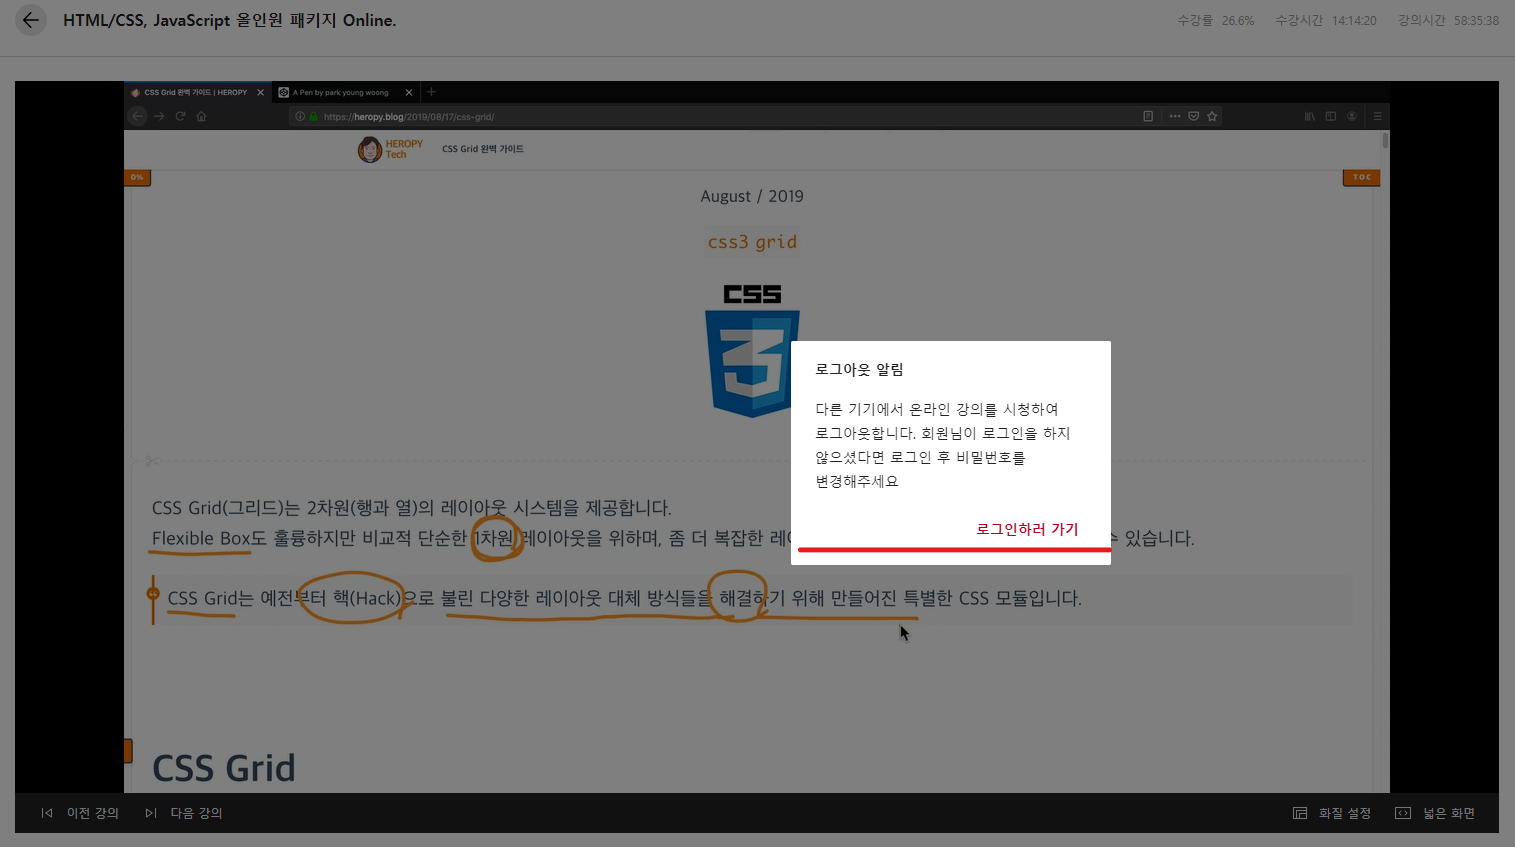 HTML/CSS, JavaScript 올인원 패키지 Online.
수강률 26.6% 수강시간 14:14:20 강의시간 58:35:38
CSS Grid 완벽 가이드 | HEROPY
A Pen by park young woong
https://heropy.blog/2019/08/17/css-grid/
HEROPY
Tech
CSS Grid 완벽 가이드
0%
TOC
August / 2019
css3 grid
CSS
3
로그아웃 알림
다른 기기에서 온라인 강의를 시청하여
로그아웃합니다. 회원님이 로그인을 하지
않으셨다면 로그인 후 비밀번호를
변경해주세요
로그인하러 가기
CSS Grid(그리드)는 2차원(행과 열)의 레이아웃 시스템을 제공합니다.
Flexible Box도 훌륭하지만 비교적 단순한 1차원 레이아웃을 위하며, 좀 더 복잡한 레 있습니다.
CSS Grid는 예전부터 핵(Hack)으로 불린 다양한 레이아웃 대체 방식들을 해결하기 위해 만들어진 특별한 CSS 모듈입니다.
CSS Grid
이전 강의 다음 강의 화질 설정 넓은 화면